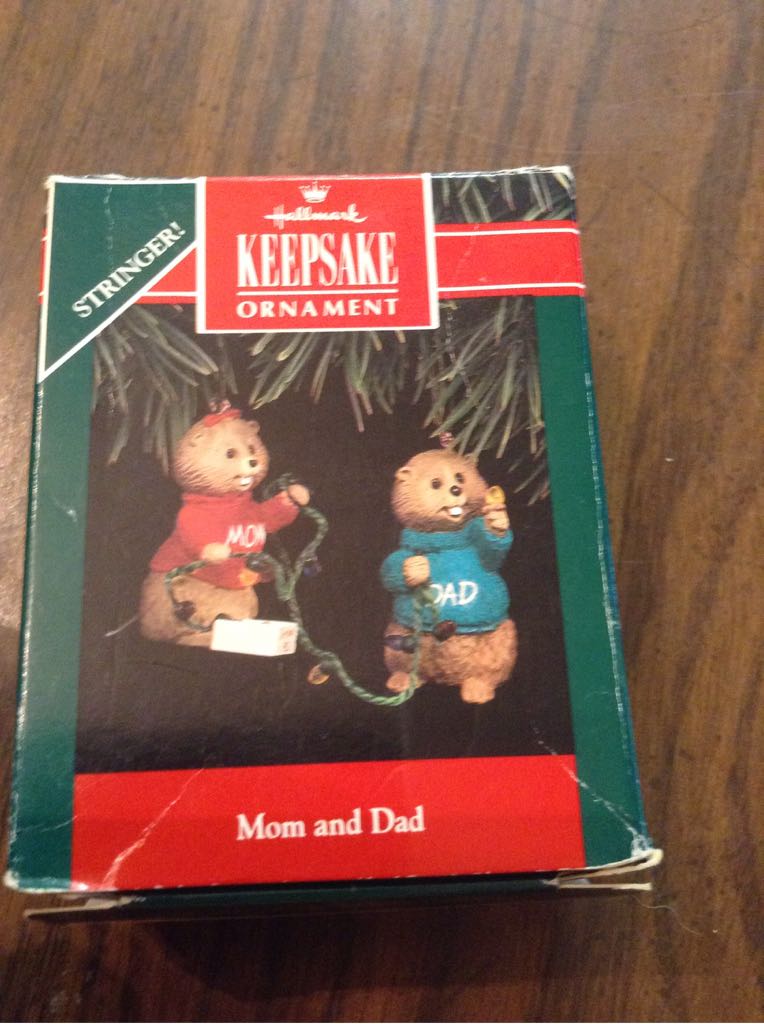 STRINGER!
Hallmark
KEEPSAKE
ORNAMENT
MOM
DAD
Mom and Dad